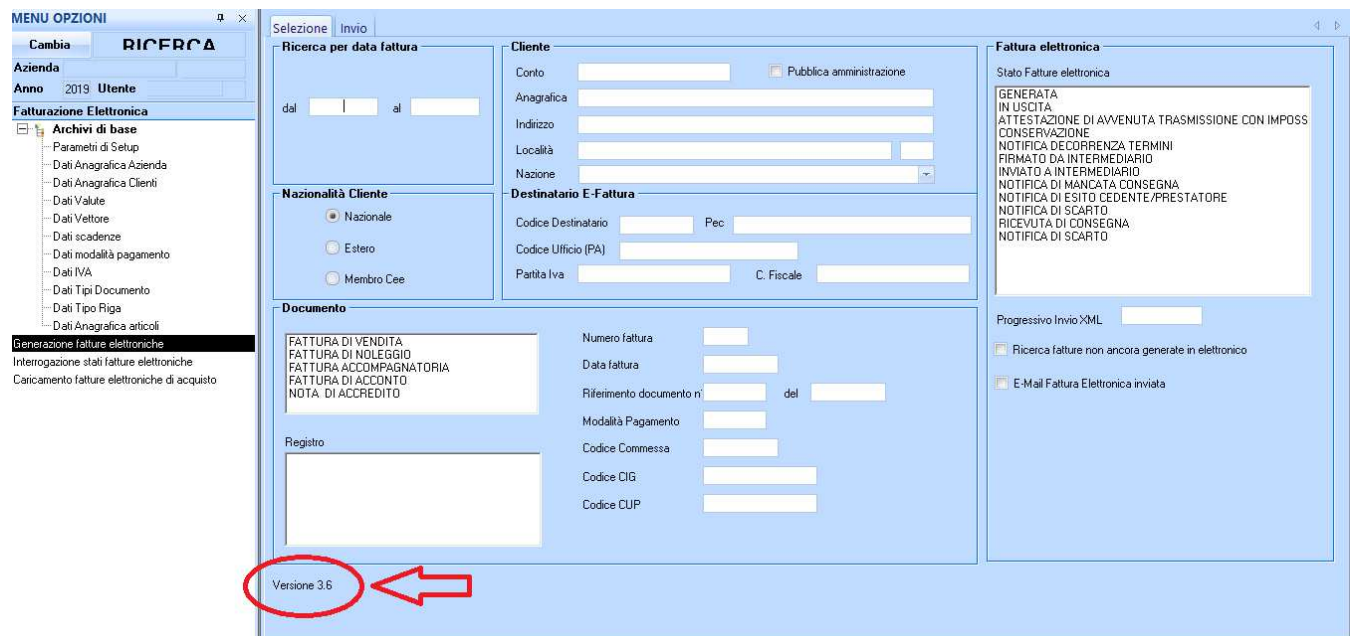 MENU OPZIONI
Cambia RICERCA
Azienda
Anno 2019 Utente
Fatturazione Elettronica
Archivi di base
Parametri di Setup
Dati Anagrafica Azienda
Dati Anagrafica Clienti
Dati Valute
Dati Vettore
Dati scadenze
Dati modalità pagamento
Dati IVA
Dati Tipi Documento
Dati Tipo Riga
Dati Anagrafica articoli
Generazione fatture elettroniche
Interrogazione stati fatture elettroniche
Caricamento fatture elettroniche di acquisto
Selezione Invio
Ricerca per data fattura
dal al
Nazionalità Cliente
Nazionale
Estero
Membro Cee
Cliente
Conto Pubblica amministrazione
Anagrafica
Indirizzo
Località
Nazione
Destinatario E-Fattura
Codice Destinatario Pec
Codice Ufficio (PA)
Partita Iva C. Fiscale
Documento
FATTURA DI VENDITA
FATTURA DI NOLEGGIO
FATTURA ACCOMPAGNATORIA
FATTURA DI ACCONTO
NOTA DI ACCREDITO
Registro
Numero fattura
Data fattura
Riferimento documento n° del
Modalità Pagamento
Codice Commessa
Codice CIG
Codice CUP
Fattura elettronica
Stato Fatture elettronica
GENERATA
IN USCITA
ATTESTAZIONE DI AVVENUTA TRASMISSIONE CON IMPOSS
CONSERVAZIONE
NOTIFICA DECORRENZA TERMINI
FIRMATO DA INTERMEDIARIO
INVIATO A INTERMEDIARIO
NOTIFICA DI MANCATA CONSEGNA
NOTIFICA DI ESITO CEDENTE/PRESTATORE
NOTIFICA DI SCARTO
RICEVUTA DI CONSEGNA
NOTIFICA DI SCARTO
Progressivo Invio XML
Ricerca fatture non ancora generate in elettronico
E-Mail Fattura Elettronica inviata
Versione 3.6